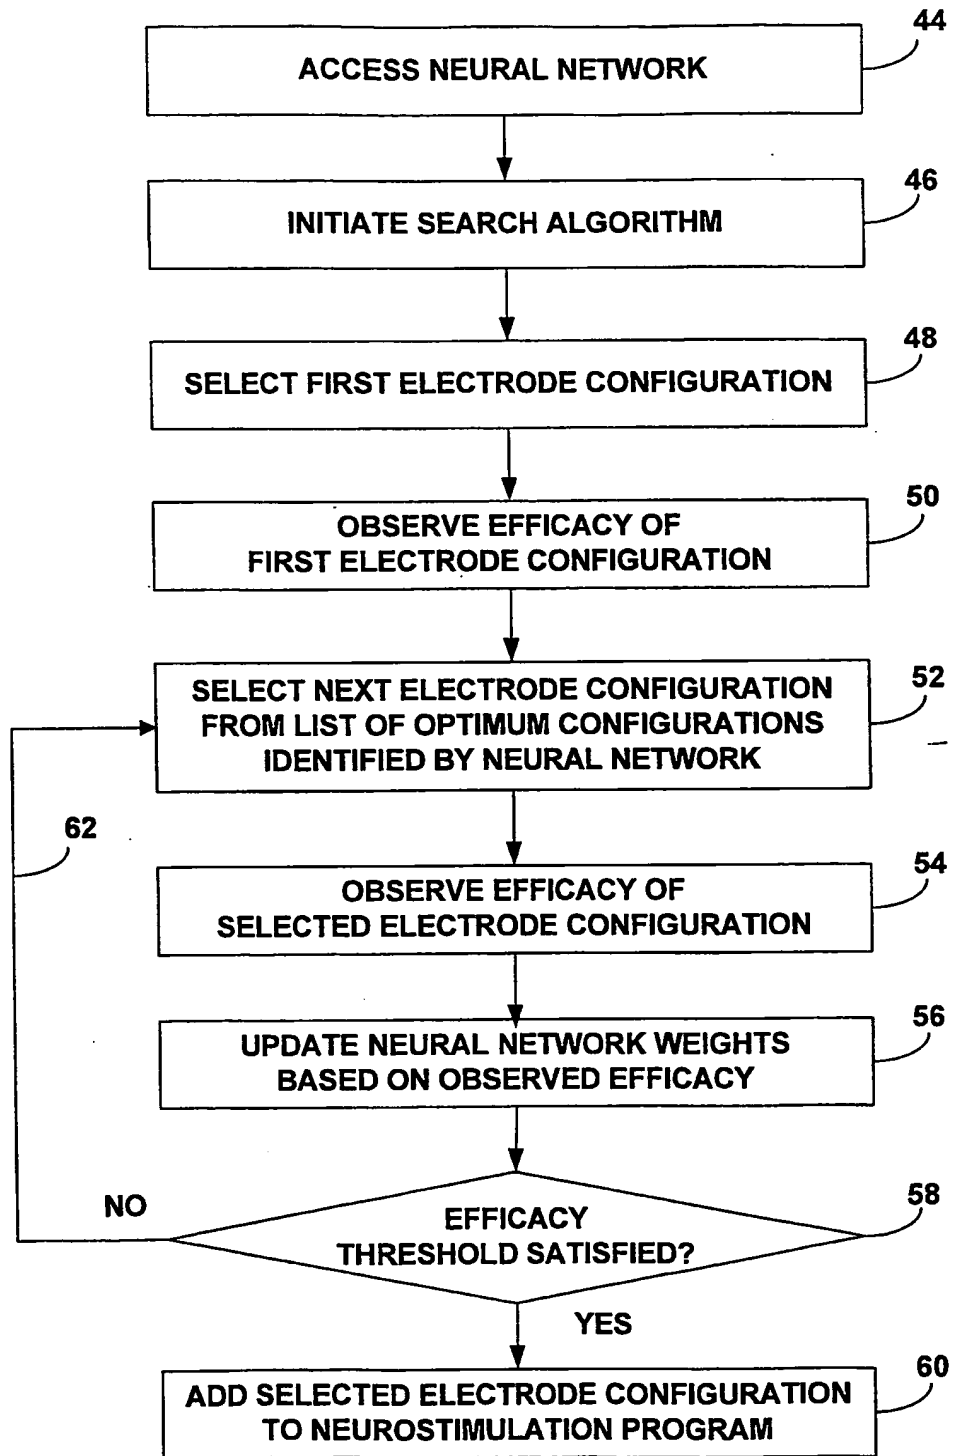 44
ACCESS NEURAL NETWORK
46
INITIATE SEARCH ALGORITHM
48
SELECT FIRST ELECTRODE CONFIGURATION
50
OBSERVE EFFICACY OF
FIRST ELECTRODE CONFIGURATION
52
SELECT NEXT ELECTRODE CONFIGURATION
FROM LIST OF OPTIMUM CONFIGURATIONS
IDENTIFIED BY NEURAL NETWORK
62
54
OBSERVE EFFICACY OF
SELECTED ELECTRODE CONFIGURATION
56
UPDATE NEURAL NETWORK WEIGHTS
BASED ON OBSERVED EFFICACY
58
NO
EFFICACY
THRESHOLD SATISFIED?
YES
60
ADD SELECTED ELECTRODE CONFIGURATION
TO NEUROSTIMULATION PROGRAM